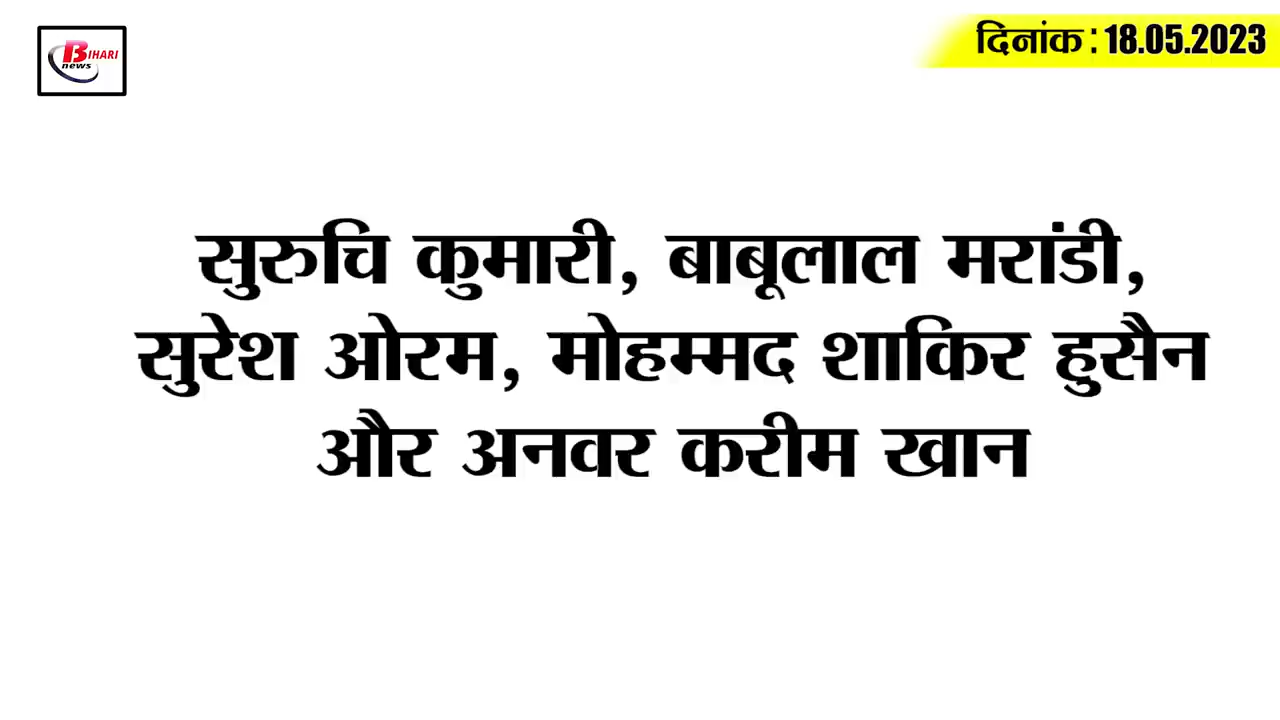 BIHARI
news
दिनांक : 18.05.2023
सुरुचि कुमारी, बाबूलाल मरांडी,
सुरेश ओरम, मोहम्मद शाकिर हुसैन
और अनवर करीम खान